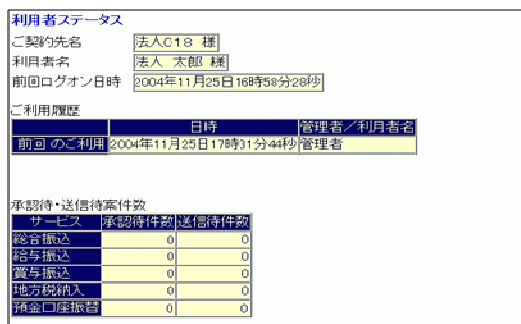 利用者ステータス
ご契約先名 法人018 様
利用者名 法人 太郎 様
前回ログオン日時 2004年11月25日16時58分28秒
ご利用履歴
日時 管理者／利用者名
前回 のご利用 2004年11月25日17時31分44秒 管理者
承認待・送信待案件数
サービス 承認待件数 送信待件数
総合振込 0 0
給与振込 0 0
賞与振込 0 0
地方税納入 0 0
預金口座振替 0 0